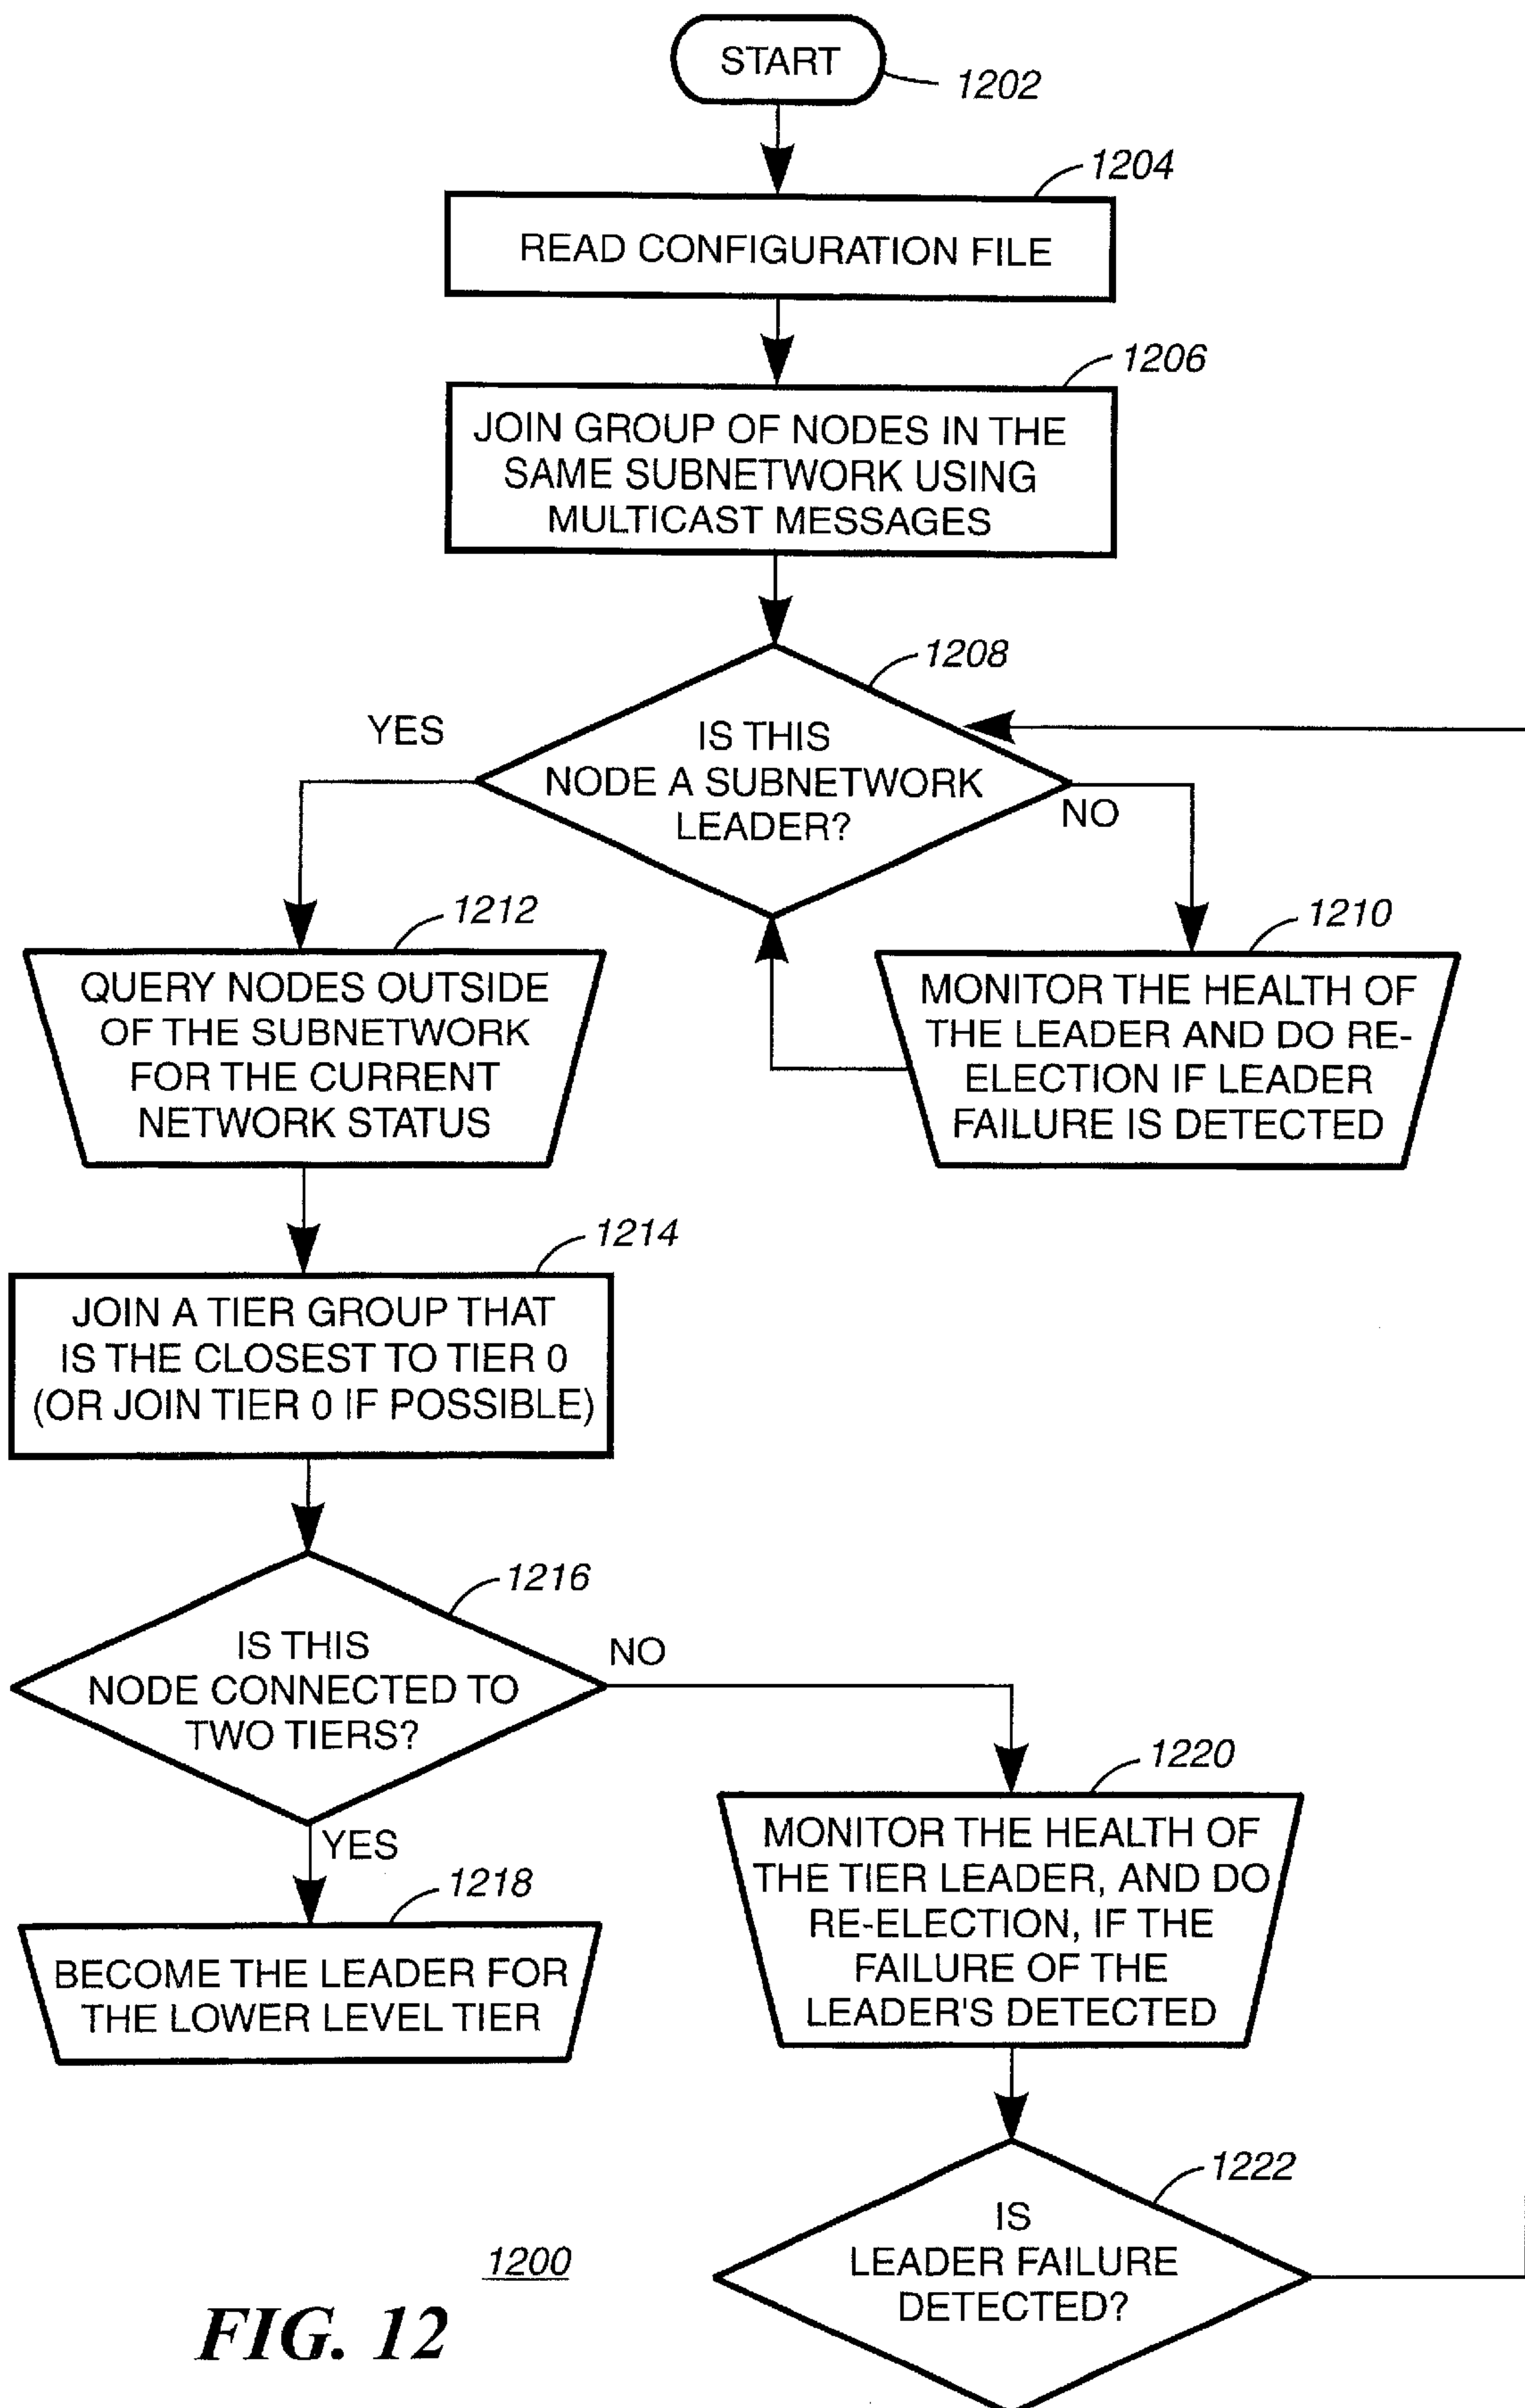 START
1202
1204
READ CONFIGURATION FILE
1206
JOIN GROUP OF NODES IN THE
SAME SUBNETWORK USING
MULTICAST MESSAGES
1208
YES
IS THIS
NODE A SUBNETWORK
LEADER?
NO
1212
QUERY NODES OUTSIDE
OF THE SUBNETWORK
FOR THE CURRENT
NETWORK STATUS
1210
MONITOR THE HEALTH OF
THE LEADER AND DO RE-
ELECTION IF LEADER
FAILURE IS DETECTED
1214
JOIN A TIER GROUP THAT
IS THE CLOSEST TO TIER 0
(OR JOIN TIER 0 IF POSSIBLE)
1216
IS THIS
NODE CONNECTED TO
TWO TIERS?
NO
YES
1218
BECOME THE LEADER FOR
THE LOWER LEVEL TIER
1220
MONITOR THE HEALTH OF
THE TIER LEADER, AND DO
RE-ELECTION, IF THE
FAILURE OF THE
LEADER'S DETECTED
1222
IS
LEADER FAILURE
DETECTED?
1200
FIG. 12